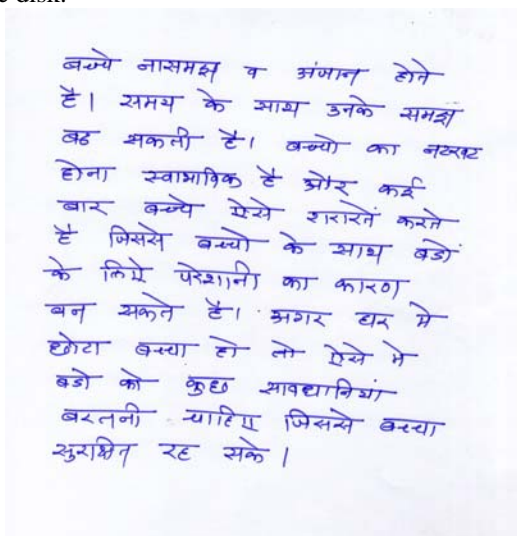 e disk.
बच्चे नासमझ व अंजान होने
है। समय के साथ उनके समझ
बढ सकती है। बच्चो का नटखट
होना स्वाभाविक है और कई
बार बच्चे ऐसे शरारतें करते
है जिससे बच्चो के साथ बडों
के लिये परेशानी का कारण
बन सकते है। अगर घर मे
छोटा बच्चा हो तो ऐसे मे
बडो को कुछ सावधानियां
बरतनी चाहिए जिससे बच्चा
सुरक्षित रह सके।